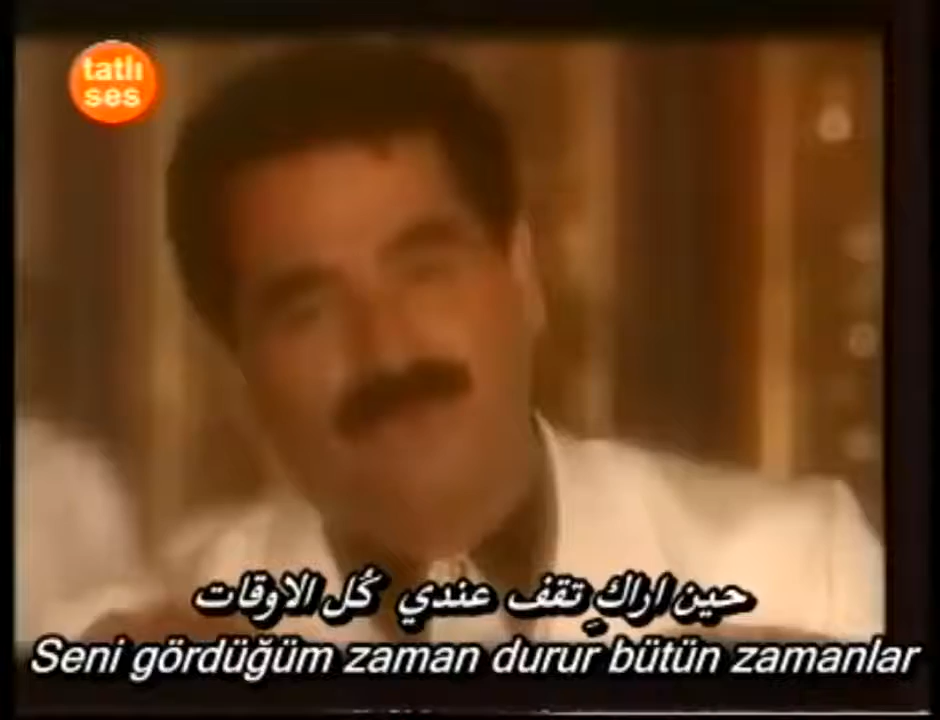 tatlı
ses
حين اراكِ تقف عندي كُل الاوقات
Seni gördüğüm zaman durur bütün zamanlar